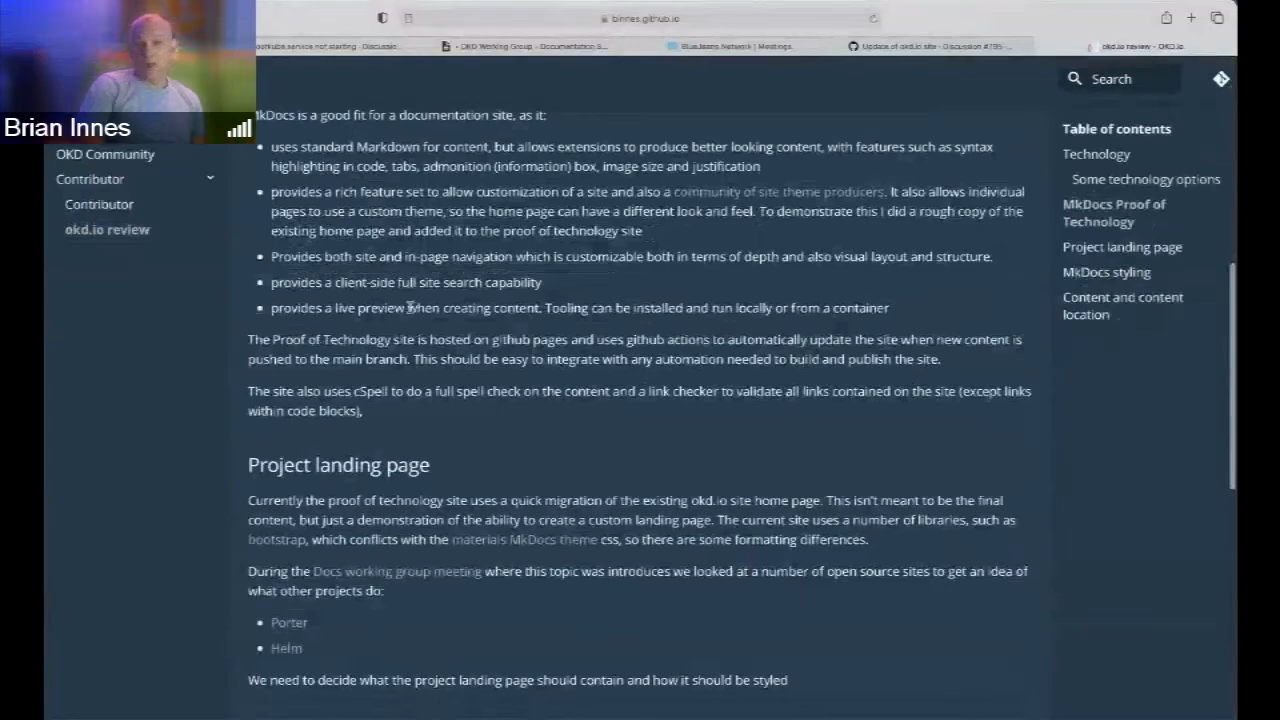 binnes.github.io
OKD Working Group - Documentation S...
BlueJeans Network | Meetings
Update of okd.io site - Discussion #795-...
okd.io review - OKD.io
Brian Innes
Search
OKD Community
Contributor
Contributor
okd.io review
MkDocs is a good fit for a documentation site, as it:
uses standard Markdown for content, but allows extensions to produce better looking content, with features such as syntax
highlighting in code, tabs, admonition (information) box, image size and justification
provides a rich feature set to allow customization of a site and also a community of site theme producers. It also allows individual
pages to use a custom theme, so the home page can have a different look and feel. To demonstrate this I did a rough copy of the
existing home page and added it to the proof of technology site
Provides both site and in-page navigation which is customizable both in terms of depth and also visual layout and structure.
provides a client-side full site search capability
provides a live preview when creating content. Tooling can be installed and run locally or from a container
The Proof of Technology site is hosted on github pages and uses github actions to automatically update the site when new content is
pushed to the main branch. This should be easy to integrate with any automation needed to build and publish the site.
The site also uses cSpell to do a full spell check on the content and a link checker to validate all links contained on the site (except links
within code blocks),
Project landing page
Currently the proof of technology site uses a quick migration of the existing okd.io site home page. This isn't meant to be the final
content, but just a demonstration of the ability to create a custom landing page. The current site uses a number of libraries, such as
bootstrap, which conflicts with the materials MkDocs theme css, so there are some formatting differences.
During the Docs working group meeting where this topic was introduces we looked at a number of open source sites to get an idea of
what other projects do:
Porter
Helm
We need to decide what the project landing page should contain and how it should be styled
Table of contents
Technology
Some technology options
MkDocs Proof of
Technology
Project landing page
MkDocs styling
Content and content
location